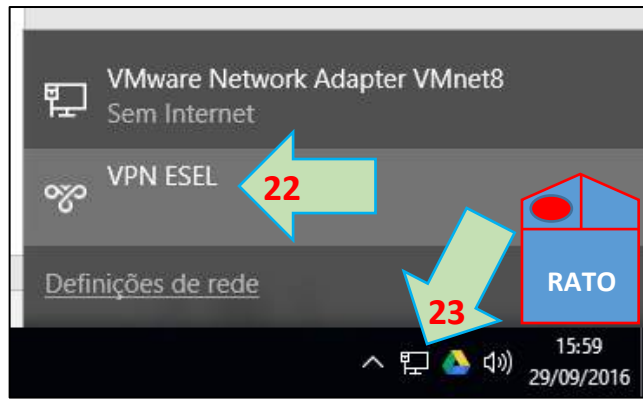 VMware Network Adapter VMnet8
Sem Internet
VPN ESEL
22
Definições de rede
RATO
23
15:59
29/09/2016